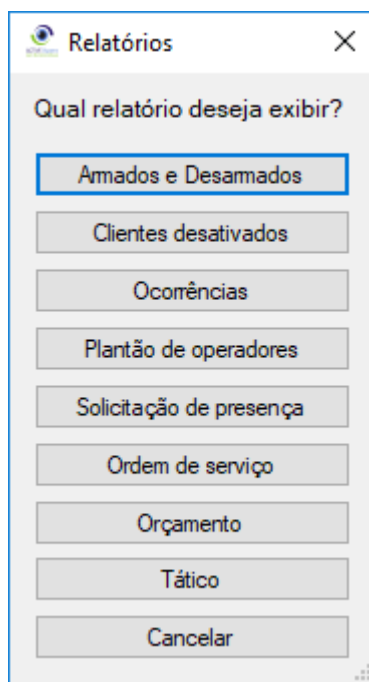 Relatórios
Qual relatório deseja exibir?
Armados e Desarmados
Clientes desativados
Ocorrências
Plantão de operadores
Solicitação de presença
Ordem de serviço
Orçamento
Tático
Cancelar